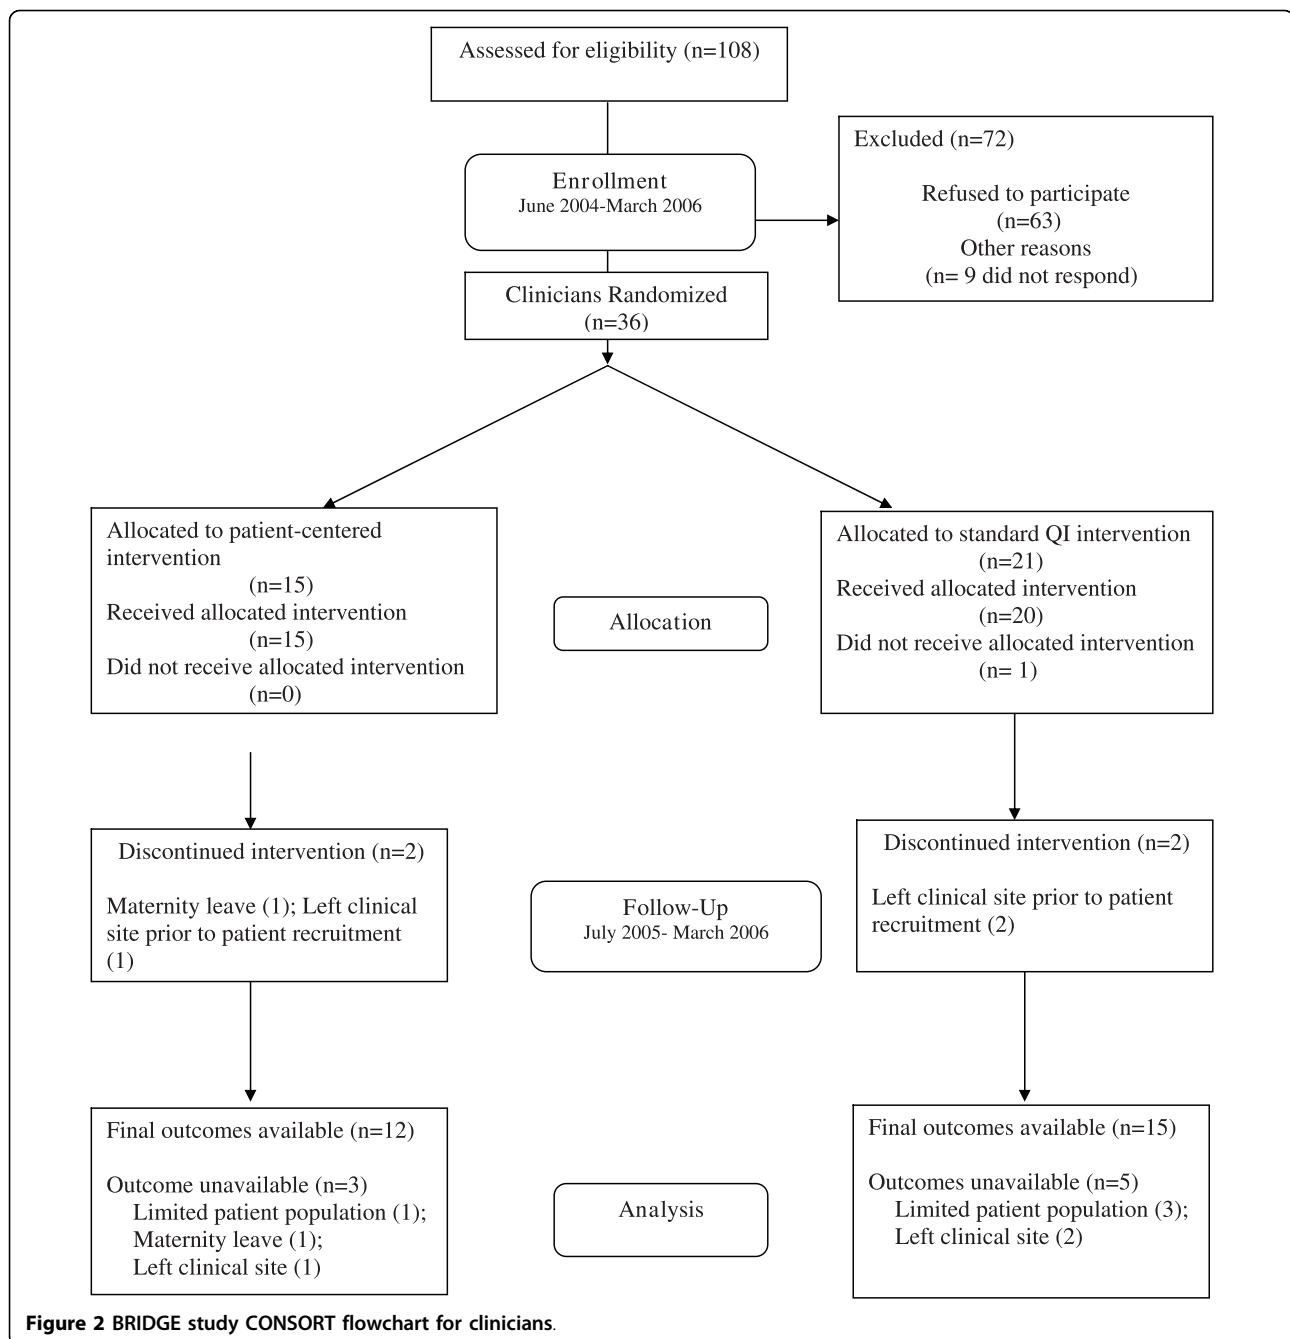 Assessed for eligibility (n=108)
Excluded (n=72)
Refused to participate
(n=63)
Other reasons
(n= 9 did not respond)
Enrollment
June 2004-March 2006
Clinicians Randomized
(n=36)
Allocated to patient-centered
intervention
(n=15)
Received allocated intervention
(n=15)
Did not receive allocated intervention
(n=0)
Allocation
Allocated to standard QI intervention
(n=21)
Received allocated intervention
(n=20)
Did not receive allocated intervention
(n= 1)
Discontinued intervention (n=2)
Maternity leave (1); Left clinical
site prior to patient recruitment
(1)
Follow-Up
July 2005- March 2006
Discontinued intervention (n=2)
Left clinical site prior to patient
recruitment (2)
Final outcomes available (n=12)
Outcome unavailable (n=3)
Limited patient population (1);
Maternity leave (1);
Left clinical site (1)
Analysis
Final outcomes available (n=15)
Outcomes unavailable (n=5)
Limited patient population (3);
Left clinical site (2)
Figure 2 BRIDGE study CONSORT flowchart for clinicians.